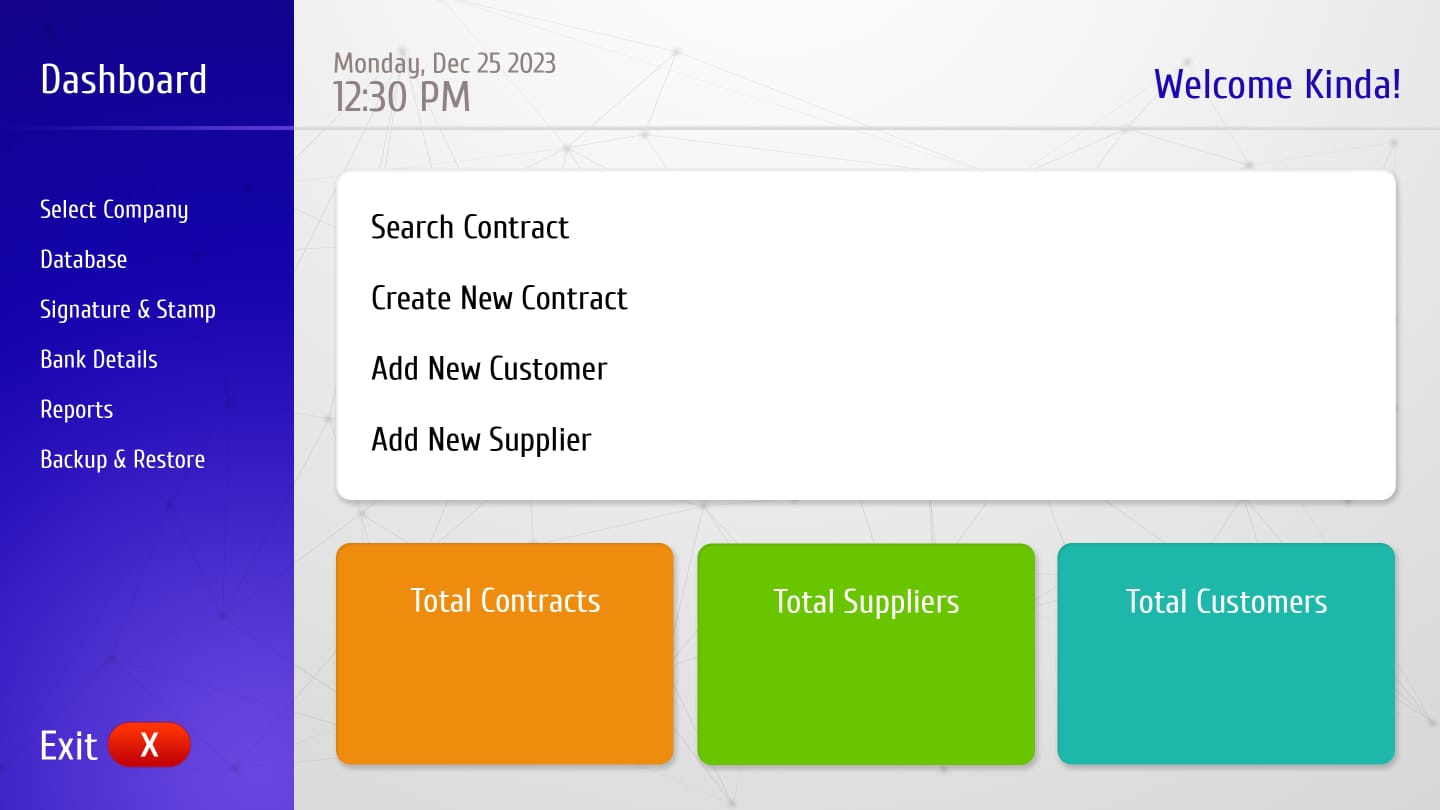 Dashboard
Monday, Dec 25 2023
12:30 PM
Welcome Kinda!
Select Company
Database
Signature & Stamp
Bank Details
Reports
Backup & Restore
Exit X
Search Contract
Create New Contract
Add New Customer
Add New Supplier
Total Contracts
Total Suppliers
Total Customers